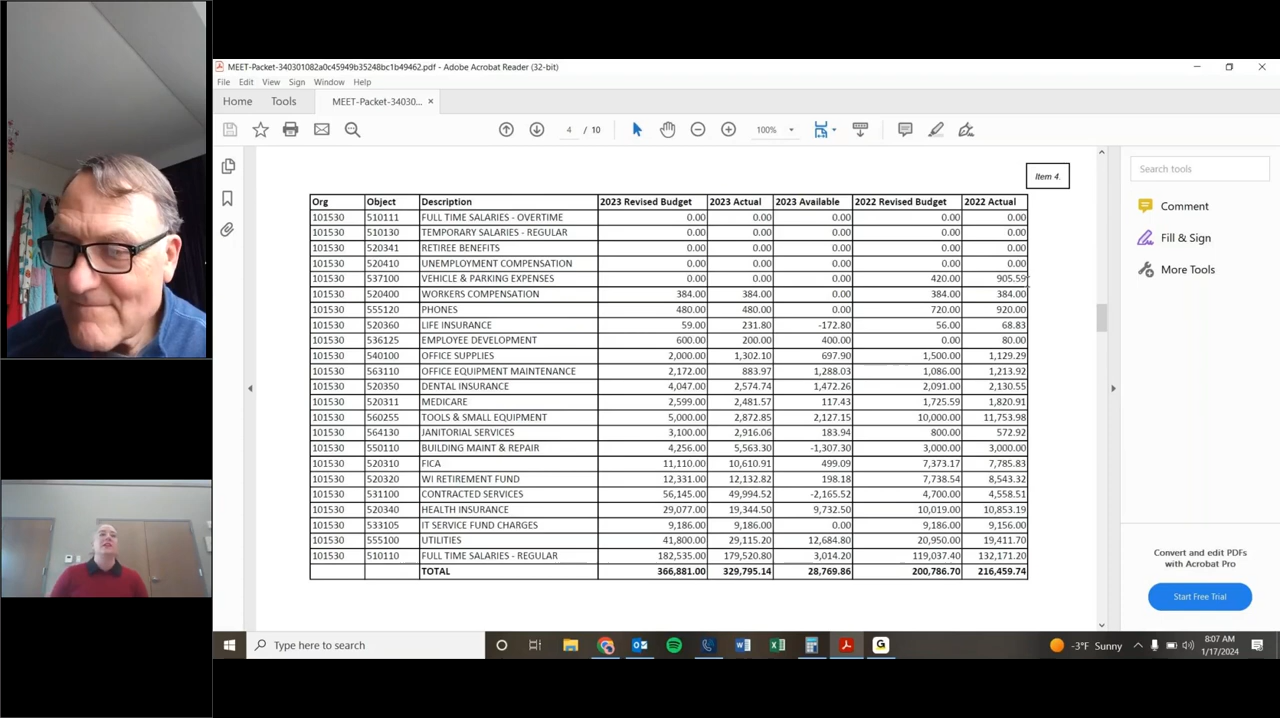 MEET-Packet-340301082a0c45949b35248bc1b49462.pdf - Adobe Acrobat Reader (32-bit)
File Edit View Sign Window Help
Home Tools MEET-Packet-34030... ×
4 / 10 100%
Item 4.
Org Object Description 2023 Revised Budget 2023 Actual 2023 Available 2022 Revised Budget 2022 Actual
101530 510111 FULL TIME SALARIES - OVERTIME 0.00 0.00 0.00 0.00 0.00
101530 510130 TEMPORARY SALARIES - REGULAR 0.00 0.00 0.00 0.00 0.00
101530 520341 RETIREE BENEFITS 0.00 0.00 0.00 0.00 0.00
101530 520410 UNEMPLOYMENT COMPENSATION 0.00 0.00 0.00 0.00 0.00
101530 537100 VEHICLE & PARKING EXPENSES 0.00 0.00 0.00 420.00 905.59
101530 520400 WORKERS COMPENSATION 384.00 384.00 0.00 384.00 384.00
101530 555120 PHONES 480.00 480.00 0.00 720.00 920.00
101530 520360 LIFE INSURANCE 59.00 231.80 -172.80 56.00 68.83
101530 536125 EMPLOYEE DEVELOPMENT 600.00 200.00 400.00 0.00 80.00
101530 540100 OFFICE SUPPLIES 2,000.00 1,302.10 697.90 1,500.00 1,129.29
101530 563110 OFFICE EQUIPMENT MAINTENANCE 2,172.00 883.97 1,288.03 1,086.00 1,213.92
101530 520350 DENTAL INSURANCE 4,047.00 2,574.74 1,472.26 2,091.00 2,130.55
101530 520311 MEDICARE 2,599.00 2,481.57 117.43 1,725.59 1,820.91
101530 560255 TOOLS & SMALL EQUIPMENT 5,000.00 2,872.85 2,127.15 10,000.00 11,753.98
101530 564130 JANITORIAL SERVICES 3,100.00 2,916.06 183.94 800.00 572.92
101530 550110 BUILDING MAINT & REPAIR 4,256.00 5,563.30 -1,307.30 3,000.00 3,000.00
101530 520310 FICA 11,110.00 10,610.91 499.09 7,373.17 7,785.83
101530 520320 WI RETIREMENT FUND 12,331.00 12,132.82 198.18 7,738.54 8,543.32
101530 531100 CONTRACTED SERVICES 56,145.00 49,994.52 -2,165.52 4,700.00 4,558.51
101530 520340 HEALTH INSURANCE 29,077.00 19,344.50 9,732.50 10,019.00 10,853.19
101530 533105 IT SERVICE FUND CHARGES 9,186.00 9,186.00 0.00 9,186.00 9,156.00
101530 555100 UTILITIES 41,800.00 29,115.20 12,684.80 20,950.00 19,411.70
101530 510110 FULL TIME SALARIES - REGULAR 182,535.00 179,520.80 3,014.20 119,037.40 132,171.20
TOTAL 366,881.00 329,795.14 28,769.86 200,786.70 216,459.74
Search tools
Comment
Fill & Sign
More Tools
Convert and edit PDFs
with Acrobat Pro
Start Free Trial
Type here to search
-3°F Sunny
8:07 AM
1/17/2024